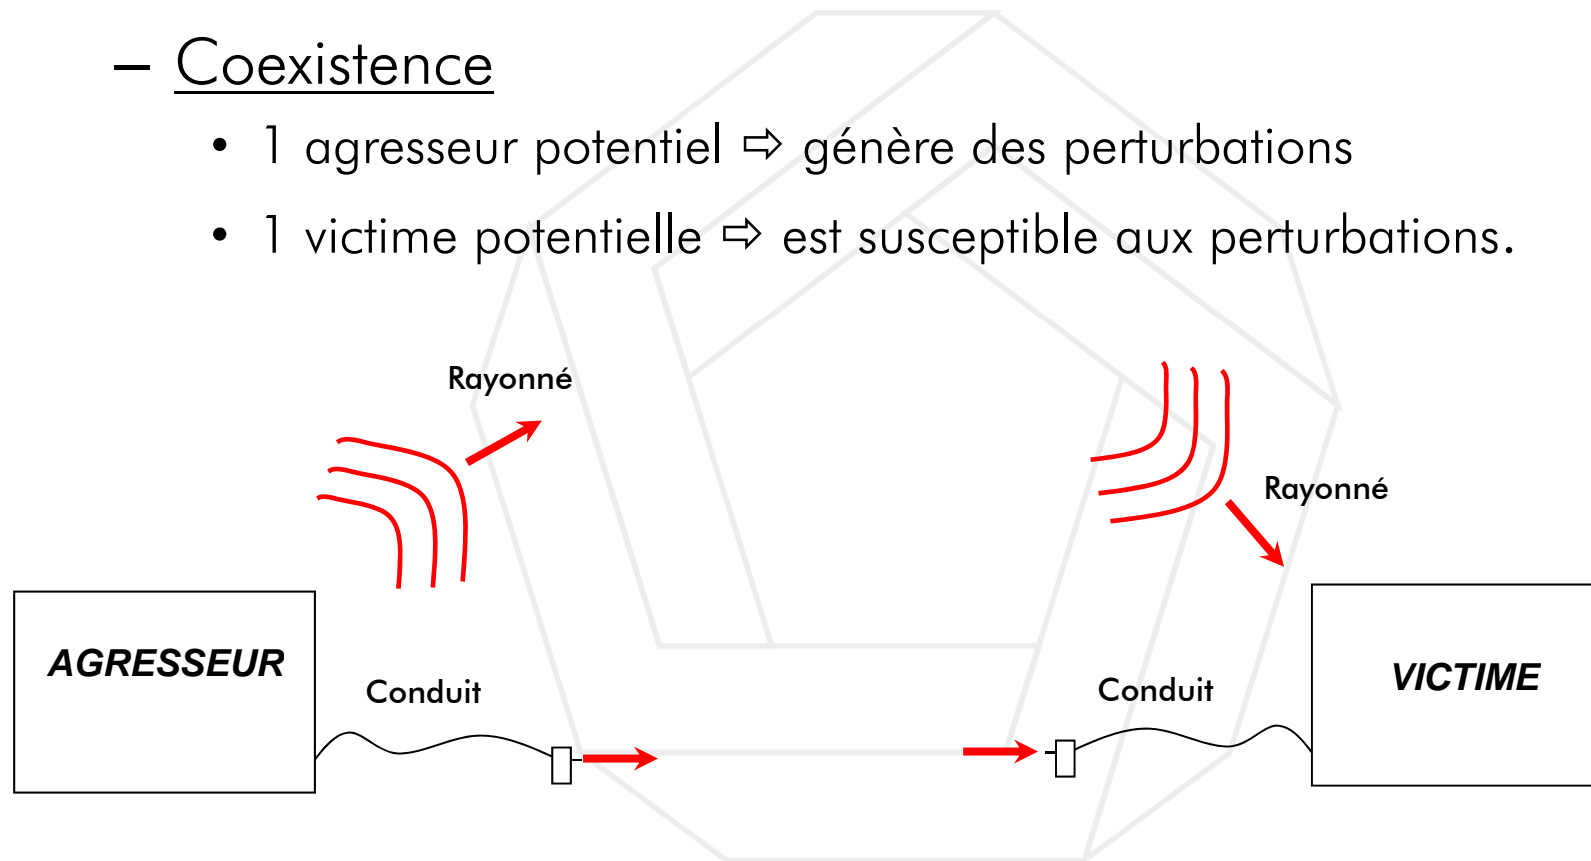 – Coexistence
• 1 agresseur potentiel ⇨ génère des perturbations
• 1 victime potentielle ⇨ est susceptible aux perturbations.
Rayonné
Rayonné
AGRESSEUR
Conduit
Conduit
VICTIME